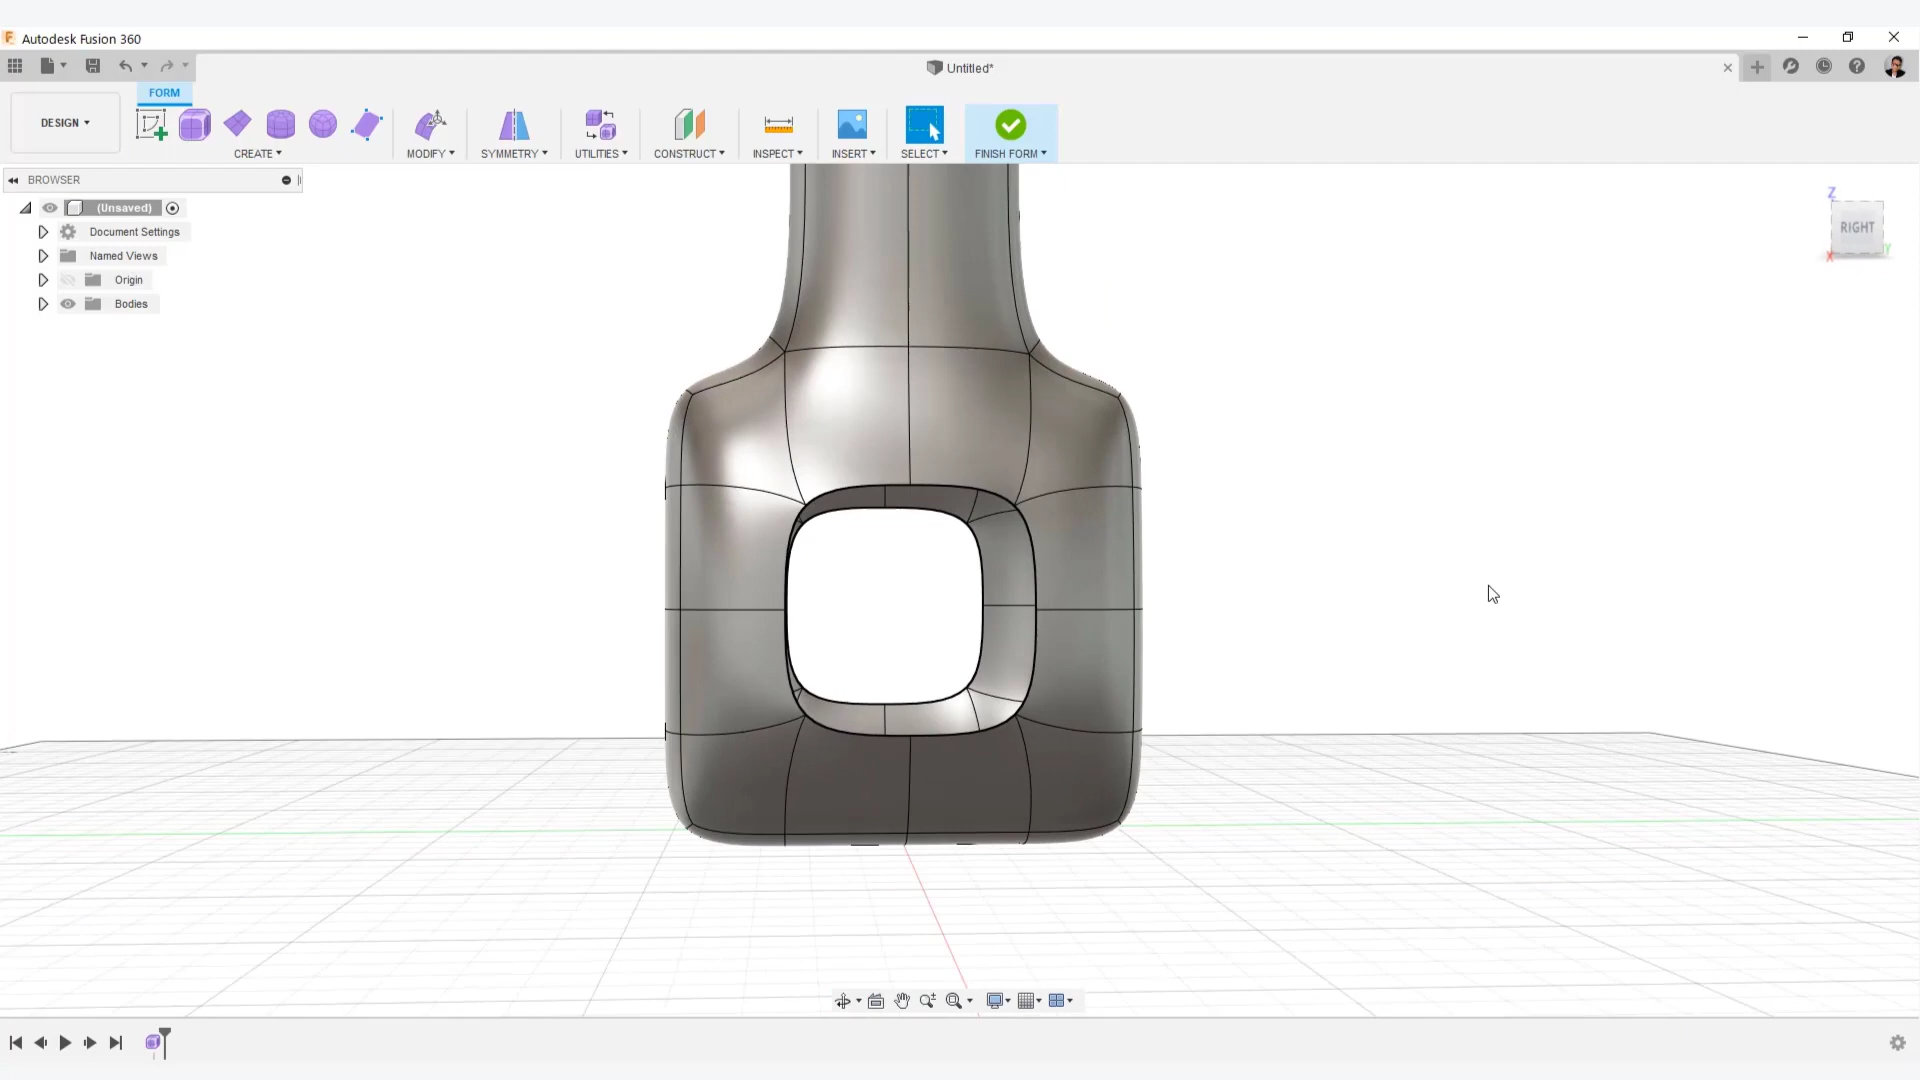 Autodesk Fusion 360
Untitled*
FORM
DESIGN
CREATE
MODIFY
SYMMETRY
UTILITIES
CONSTRUCT
INSPECT
INSERT
SELECT
FINISH FORM
BROWSER
(Unsaved)
Document Settings
Named Views
Origin
Bodies
Z
RIGHT
Y
X